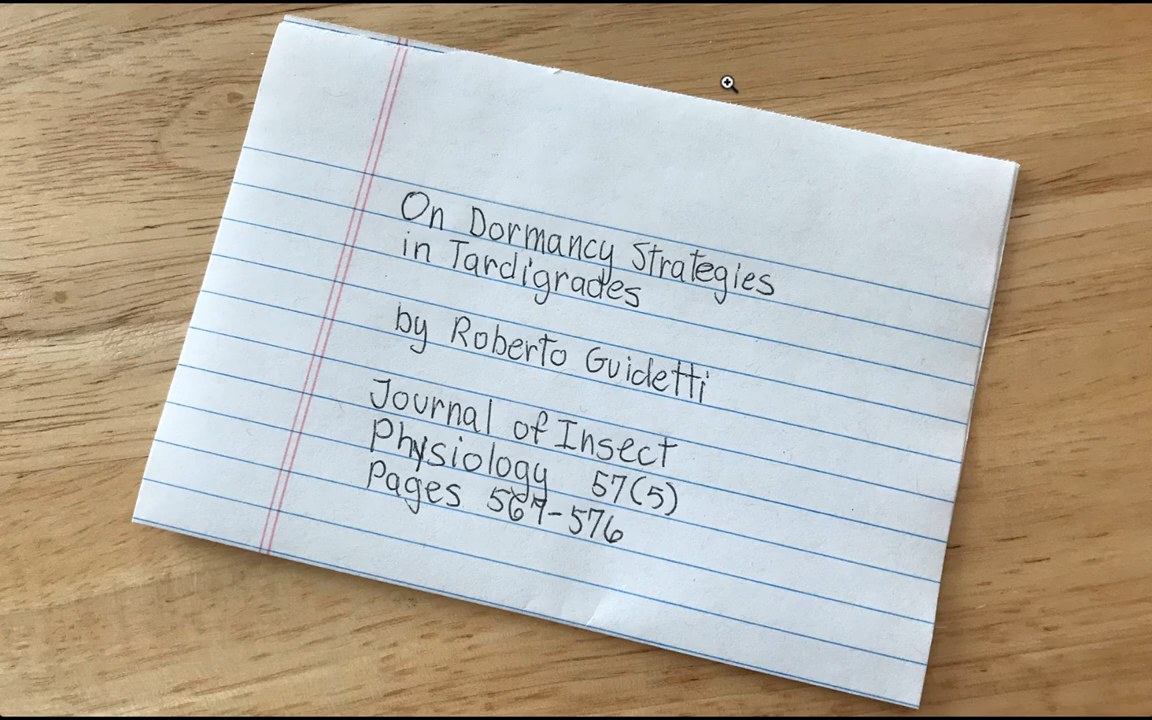 On Dormancy Strategies
in Tardigrades
by Roberto Guidetti
Journal of Insect
Physiology 57(5)
Pages 567-576